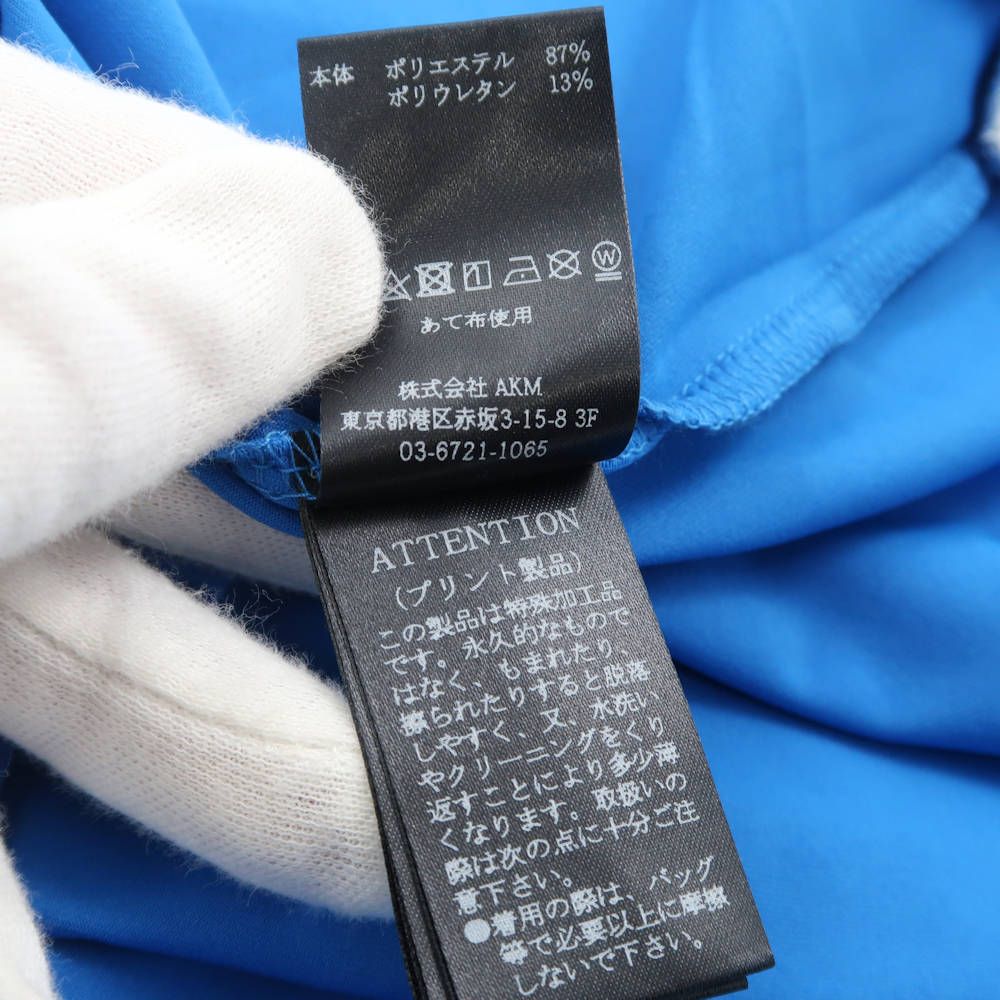 本体 ポリエステル 87%
ポリウレタン 13%
W
あて布使用
株式会社 AKM
東京都港区赤坂3-15-8 3F
03-6721-1065
ATTENTION
(プリント製品)
この製品は特殊加工品
です。永久的なもので
はなく、もまれたり、
擦られたりすると脱落
しやすく、又、水洗い
やクリーニングをくり
返すことにより多少薄
くなります。取扱いの
際は次の点に十分ご注
意下さい。
●着用の際は、バッグ
等で必要以上に摩擦
しないで下さい。